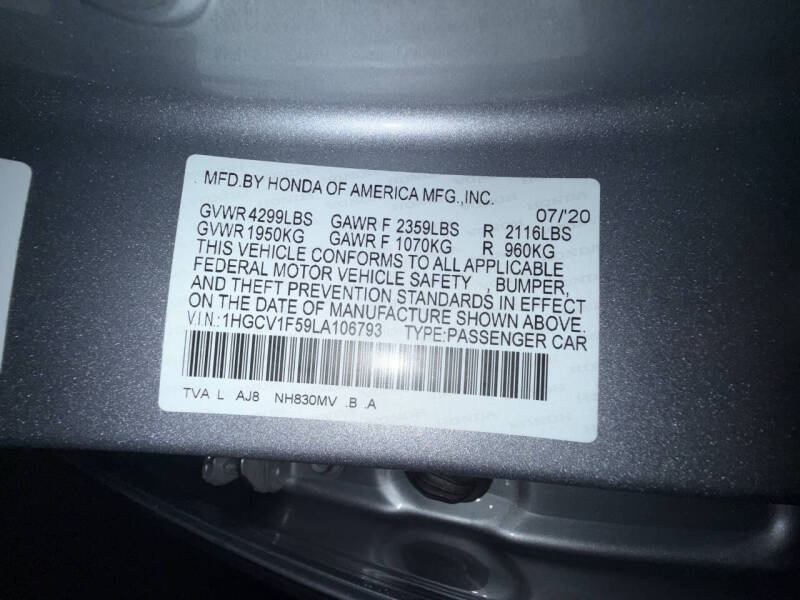 MFD.BY HONDA OF AMERICA MFG.,INC.
07/'20
GVWR 4299LBS GAWR F 2359LBS R 2116LBS
GVWR 1950KG GAWR F 1070KG R 960KG
THIS VEHICLE CONFORMS TO ALL APPLICABLE
FEDERAL MOTOR VEHICLE SAFETY , BUMPER,
AND THEFT PREVENTION STANDARDS IN EFFECT
ON THE DATE OF MANUFACTURE SHOWN ABOVE.
V.I.N.:1HGCV1F59LA106793 TYPE:PASSENGER CAR
TVA L AJ8 NH830MV .B .A